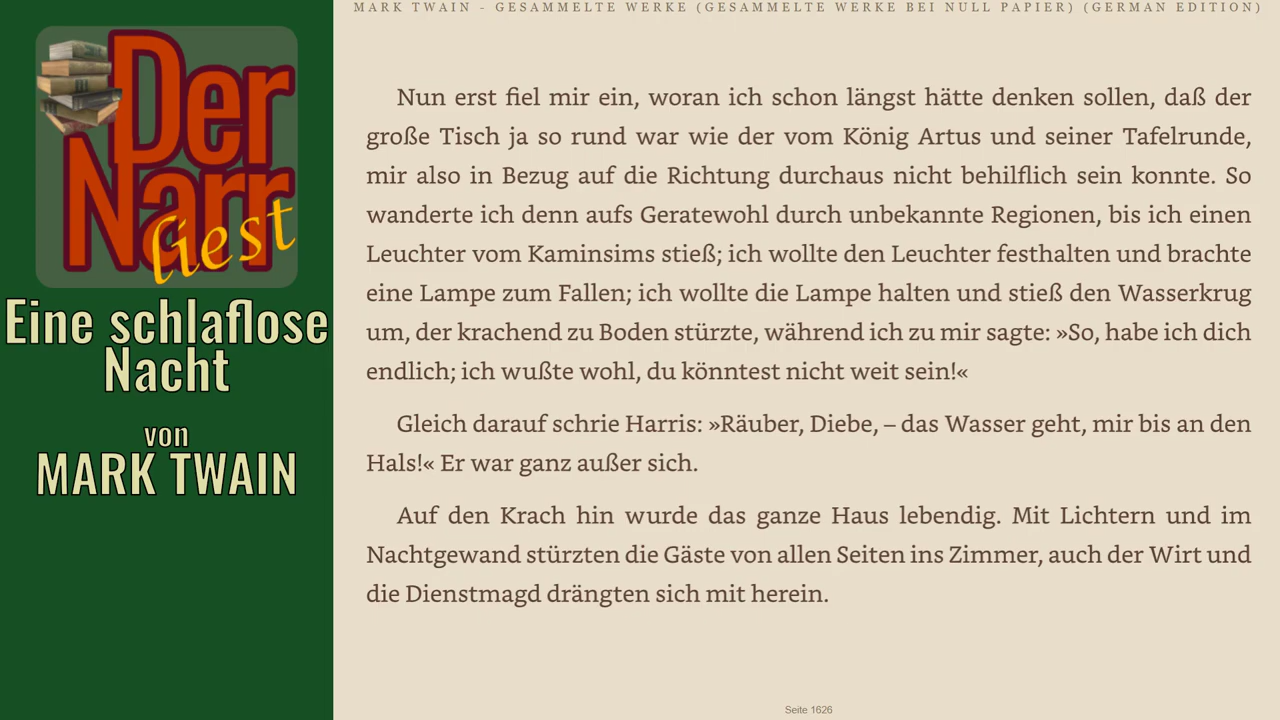 MARK TWAIN - GESAMMELTE WERKE (GESAMMELTE WERKE BEI NULL PAPIER) (GERMAN EDITION)
Der
Narr
liest
Eine schlaflose
Nacht
von
MARK TWAIN
Nun erst fiel mir ein, woran ich schon längst hätte denken sollen, daß der
große Tisch ja so rund war wie der vom König Artus und seiner Tafelrunde,
mir also in Bezug auf die Richtung durchaus nicht behilflich sein konnte. So
wanderte ich denn aufs Geratewohl durch unbekannte Regionen, bis ich einen
Leuchter vom Kaminsims stieß; ich wollte den Leuchter festhalten und brachte
eine Lampe zum Fallen; ich wollte die Lampe halten und stieß den Wasserkrug
um, der krachend zu Boden stürzte, während ich zu mir sagte: »So, habe ich dich
endlich; ich wußte wohl, du könntest nicht weit sein!«
Gleich darauf schrie Harris: »Räuber, Diebe, – das Wasser geht, mir bis an den
Hals!« Er war ganz außer sich.
Auf den Krach hin wurde das ganze Haus lebendig. Mit Lichtern und im
Nachtgewand stürzten die Gäste von allen Seiten ins Zimmer, auch der Wirt und
die Dienstmagd drängten sich mit herein.
Seite 1626